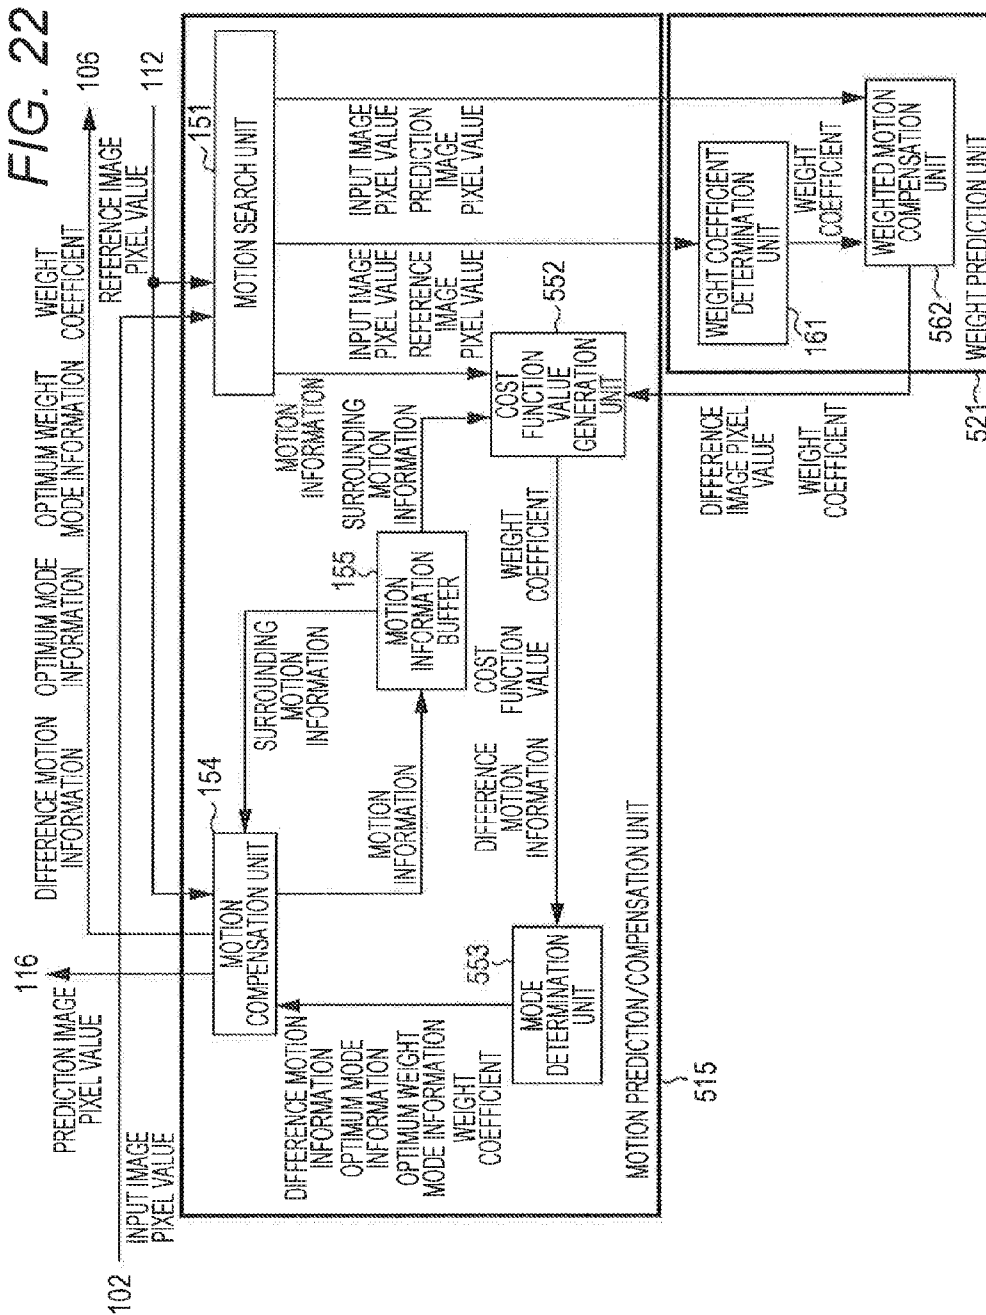 FIG. 22
106
112
REFERENCE IMAGE
PIXEL VALUE
WEIGHT
COEFFICIENT
OPTIMUM WEIGHT
MODE INFORMATION
OPTIMUM MODE
INFORMATION
DIFFERENCE MOTION
INFORMATION
116
PREDICTION IMAGE
PIXEL VALUE
INPUT IMAGE
PIXEL VALUE
102
151
MOTION SEARCH UNIT
154
MOTION
COMPENSATION UNIT
INPUT IMAGE
PIXEL VALUE
PREDICTION
IMAGE
PIXEL VALUE
INPUT IMAGE
PIXEL VALUE
REFERENCE
IMAGE
PIXEL VALUE
MOTION
INFORMATION
SURROUNDING
MOTION
INFORMATION
155
MOTION
INFORMATION
BUFFER
SURROUNDING
MOTION
INFORMATION
MOTION
INFORMATION
552
COST
FUNCTION
VALUE
GENERATION
UNIT
WEIGHT
COEFFICIENT
COST
FUNCTION
VALUE
DIFFERENCE
MOTION
INFORMATION
553
MODE
DETERMINATION
UNIT
DIFFERENCE MOTION
INFORMATION
OPTIMUM MODE
INFORMATION
OPTIMUM WEIGHT
MODE INFORMATION
WEIGHT
COEFFICIENT
MOTION PREDICTION/COMPENSATION UNIT
515
WEIGHT COEFFICIENT
DETERMINATION
UNIT
161
WEIGHT
COEFFICIENT
WEIGHTED MOTION
COMPENSATION
UNIT
562
WEIGHT PREDICTION UNIT
521
DIFFERENCE
IMAGE PIXEL
VALUE
WEIGHT
COEFFICIENT